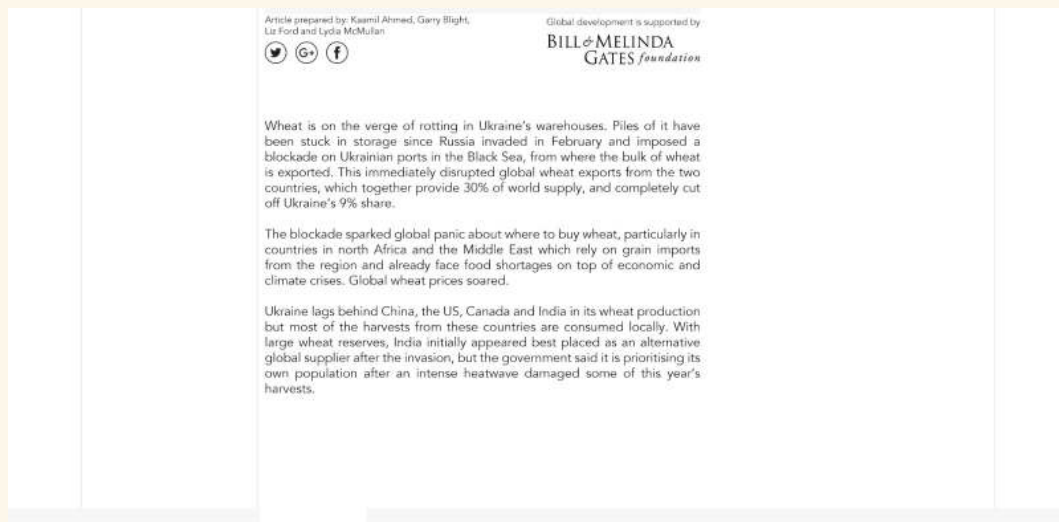 Article prepared by: Kaamil Ahmed, Garry Blight,
Liz Ford and Lydia McMullan
Global development is supported by
BILL & MELINDA
GATES foundation
G+
f
Wheat is on the verge of rotting in Ukraine's warehouses. Piles of it have
been stuck in storage since Russia invaded in February and imposed a
blockade on Ukrainian ports in the Black Sea, from where the bulk of wheat
is exported. This immediately disrupted global wheat exports from the two
countries, which together provide 30% of world supply, and completely cut
off Ukraine's 9% share.
The blockade sparked global panic about where to buy wheat, particularly in
countries in north Africa and the Middle East which rely on grain imports
from the region and already face food shortages on top of economic and
climate crises. Global wheat prices soared.
Ukraine lags behind China, the US, Canada and India in its wheat production
but most of the harvests from these countries are consumed locally. With
large wheat reserves, India initially appeared best placed as an alternative
global supplier after the invasion, but the government said it is prioritising its
own population after an intense heatwave damaged some of this year's
harvests.